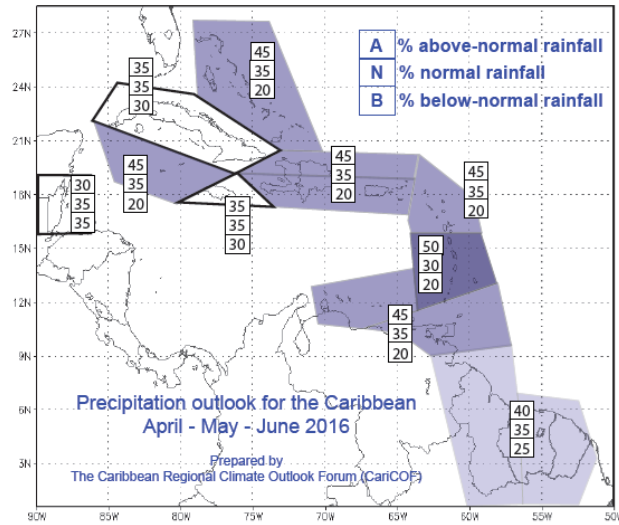 27N
24N
21N
18N
15N
12N
9N
6N
3N
90W
85W
80W
75W
70W
65W
60W
55W
50W
A % above-normal rainfall
N % normal rainfall
B % below-normal rainfall
35
35
30
45
35
20
45
35
20
45
35
20
45
35
20
30
35
35
35
35
30
50
30
20
45
35
20
40
35
25
Precipitation outlook for the Caribbean
April - May - June 2016
Prepared by
The Caribbean Regional Climate Outlook Forum (CariCOF)